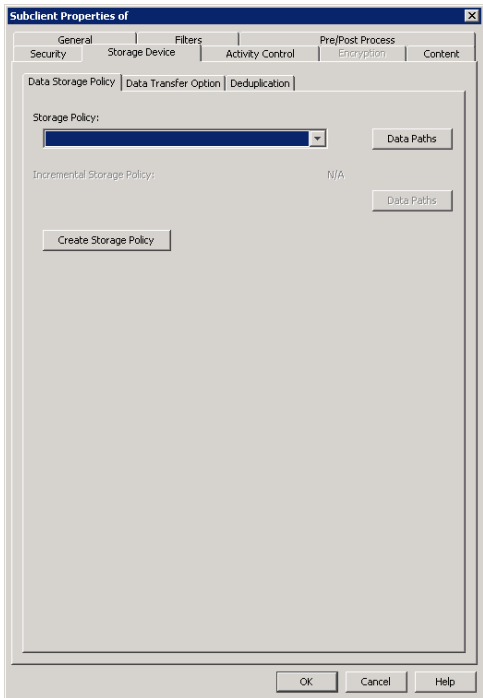 Subclient Properties of
General Filters Pre/Post Process
Security Storage Device Activity Control Encryption Content
Data Storage Policy Data Transfer Option Deduplication
Storage Policy:
Data Paths
Incremental Storage Policy: N/A
Data Paths
Create Storage Policy
OK Cancel Help